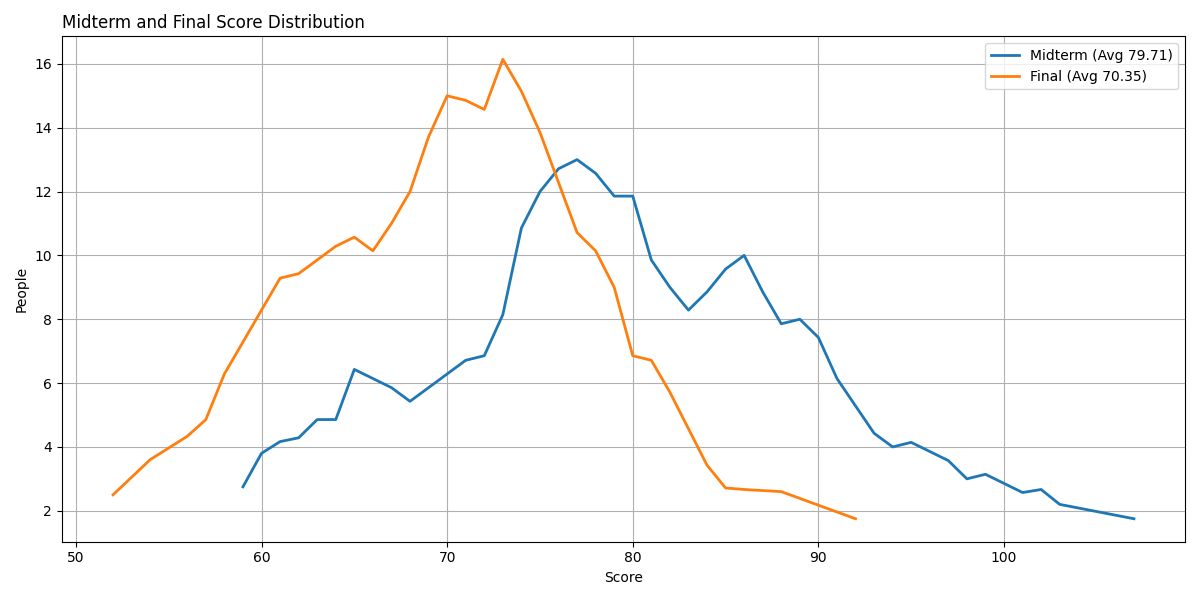 Midterm and Final Score Distribution
Midterm (Avg 79.71)
Final (Avg 70.35)
People
16
14
12
10
8
6
4
2
50 60 70 80 90 100
Score